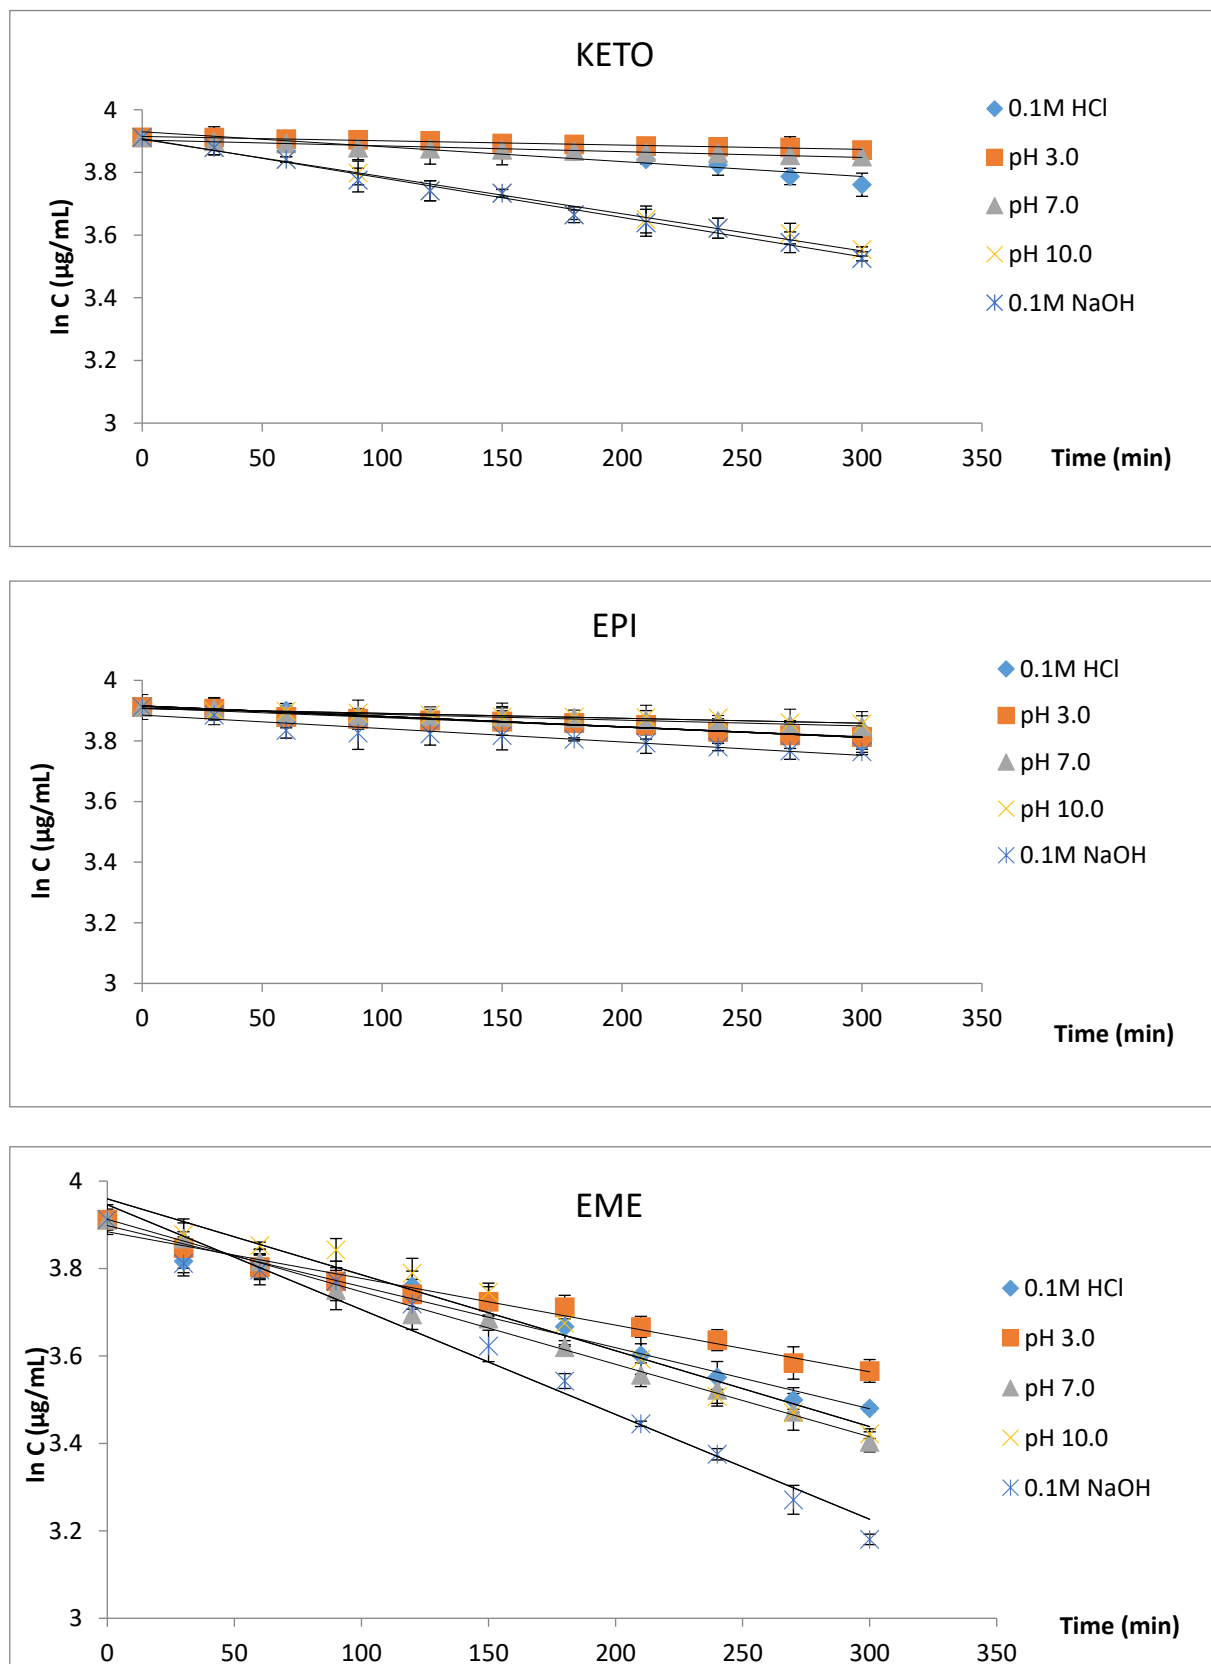 KETO
4
3.8
3.6
3.4
3.2
3
ln C (µg/mL)
0 50 100 150 200 250 300 350
Time (min)
0.1M HCl
pH 3.0
pH 7.0
pH 10.0
0.1M NaOH
EPI
4
3.8
3.6
3.4
3.2
3
ln C (µg/mL)
0 50 100 150 200 250 300 350
Time (min)
0.1M HCl
pH 3.0
pH 7.0
pH 10.0
0.1M NaOH
EME
4
3.8
3.6
3.4
3.2
3
ln C (µg/mL)
0 50 100 150 200 250 300 350
Time (min)
0.1M HCl
pH 3.0
pH 7.0
pH 10.0
0.1M NaOH